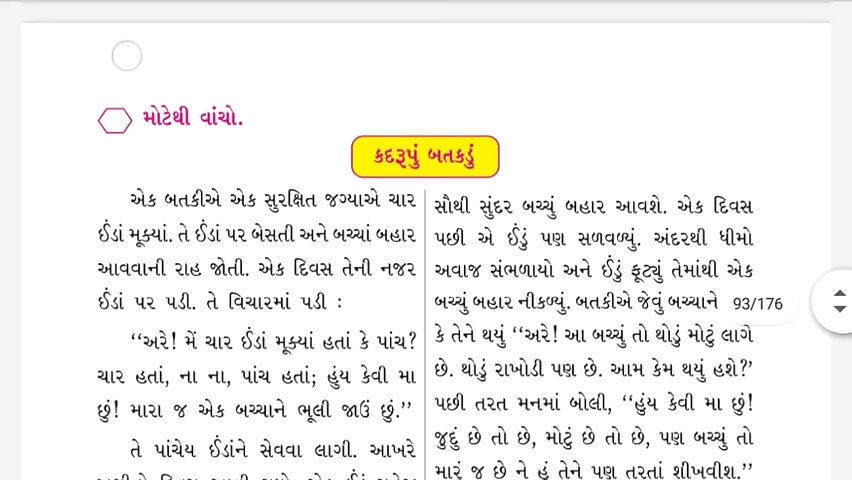 મોટેથી વાંચો.
કદરૂપું બતકડું
એક બતકીએ એક સુરક્ષિત જગ્યાએ ચાર
ઈંડાં મૂક્યાં. તે ઈંડાં પર બેસતી અને બચ્ચાં બહાર
આવવાની રાહ જોતી. એક દિવસ તેની નજર
ઈંડાં પર પડી. તે વિચારમાં પડી :
‘‘અરે! મેં ચાર ઈંડાં મૂક્યાં હતાં કે પાંચ?
ચાર હતાં, ના ના, પાંચ હતાં; હુંય કેવી મા
છું! મારા જ એક બચ્ચાને ભૂલી જાઉં છું.’’
તે પાંચેય ઈંડાંને સેવવા લાગી. આખરે
સૌથી સુંદર બચ્ચું બહાર આવશે. એક દિવસ
પછી એ ઈંડું પણ સળવળ્યું. અંદરથી ધીમો
અવાજ સંભળાયો અને ઈંડું ફૂટ્યું તેમાંથી એક
બચ્ચું બહાર નીકળ્યું. બતકીએ જેવું બચ્ચાને
કે તેને થયું ‘‘અરે! આ બચ્ચું તો થોડું મોટું લાગે
છે. થોડું રાખોડી પણ છે. આમ કેમ થયું હશે?’
પછી તરત મનમાં બોલી, ‘‘હુંય કેવી મા છું!
જુદું છે તો છે, મોટું છે તો છે, પણ બચ્ચું તો
મારું જ છે ને હું તેને પણ તરતાં શીખવીશ.’’
93/176